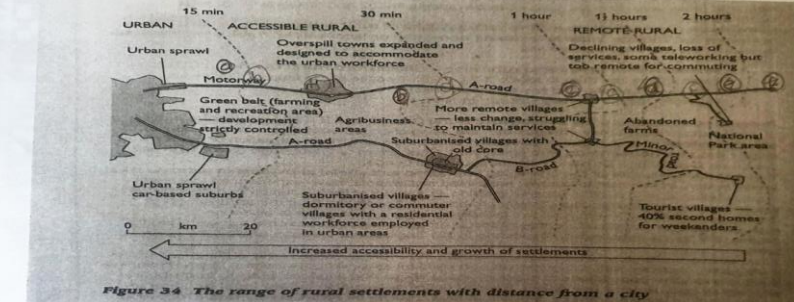 15 min
30 min
1 hour
1½ hours
2 hours
URBAN
ACCESSIBLE RURAL
REMOTE RURAL
Urban sprawl
Overspill towns expanded and
designed to accommodate
the urban workforce
Declining villages, loss of
services, some teleworking but
too remote for commuting
Motorway
A-road
Green belt (farming
and recreation area)
— development
strictly controlled
Agribusiness
areas
More remote villages
— less change, struggling
to maintain services
Abandoned
farms
National
Park area
A-road
Suburbanised villages with
old core
B-road
Minor
Urban sprawl
car-based suburbs
Suburbanised villages —
dormitory or commuter
villages with a residential
workforce employed
in urban areas
Tourist villages —
40% second homes
for weekenders
0 km 20
Increased accessibility and growth of settlements
Figure 34 The range of rural settlements with distance from a city